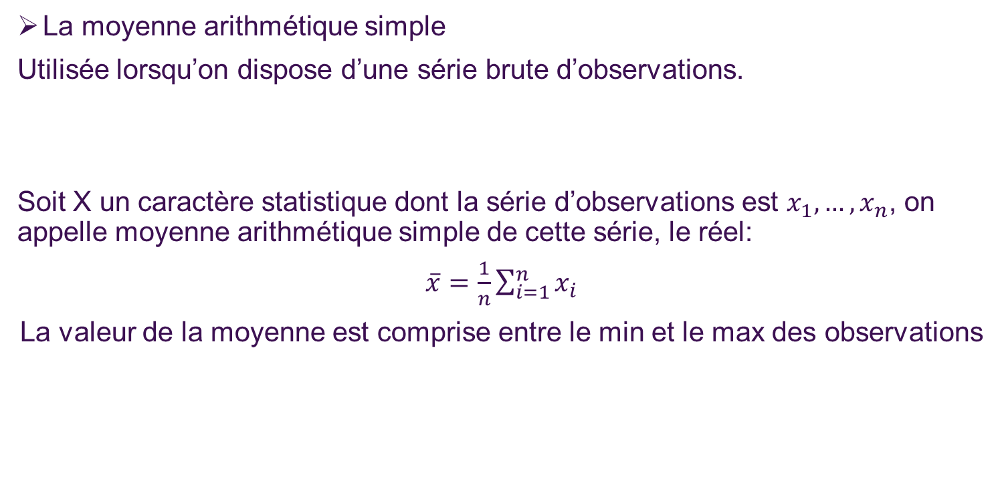 ➢ La moyenne arithmétique simple
Utilisée lorsqu’on dispose d’une série brute d’observations.
Soit X un caractère statistique dont la série d’observations est $x_1, \dots, x_n$, on
appelle moyenne arithmétique simple de cette série, le réel:
$\bar{x} = \frac{1}{n} \sum_{i=1}^{n} x_i$
La valeur de la moyenne est comprise entre le min et le max des observations